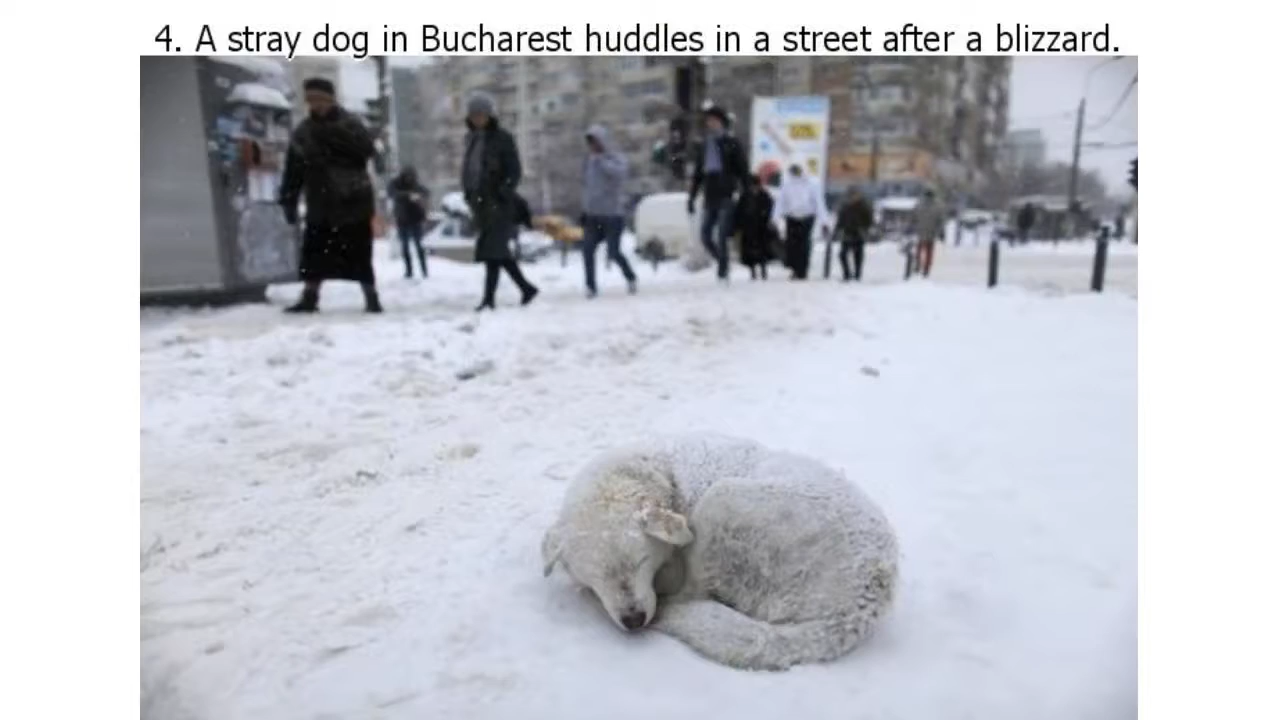 4. A stray dog in Bucharest huddles in a street after a blizzard.